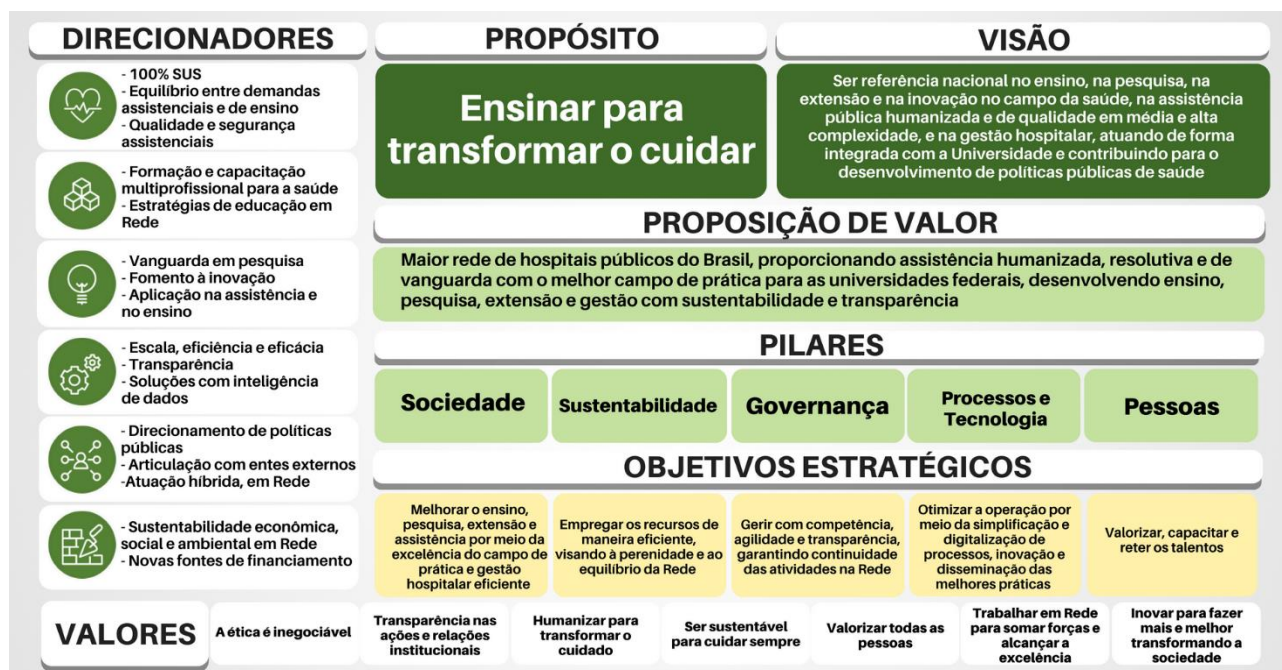 DIRECIONADORES
- 100% SUS
- Equilíbrio entre demandas
assistenciais e de ensino
- Qualidade e segurança
assistenciais
- Formação e capacitação
multiprofissional para a saúde
- Estratégias de educação em
Rede
- Vanguarda em pesquisa
- Fomento à inovação
- Aplicação na assistência e
no ensino
- Escala, eficiência e eficácia
- Transparência
- Soluções com inteligência
de dados
- Direcionamento de políticas
públicas
- Articulação com entes externos
-Atuação híbrida, em Rede
- Sustentabilidade econômica,
social e ambiental em Rede
- Novas fontes de financiamento
PROPÓSITO
Ensinar para
transformar o cuidar
VISÃO
Ser referência nacional no ensino, na pesquisa, na
extensão e na inovação no campo da saúde, na assistência
pública humanizada e de qualidade em média e alta
complexidade, e na gestão hospitalar, atuando de forma
integrada com a Universidade e contribuindo para o
desenvolvimento de políticas públicas de saúde
PROPOSIÇÃO DE VALOR
Maior rede de hospitais públicos do Brasil, proporcionando assistência humanizada, resolutiva e de
vanguarda com o melhor campo de prática para as universidades federais, desenvolvendo ensino,
pesquisa, extensão e gestão com sustentabilidade e transparência
PILARES
Sociedade
Sustentabilidade
Governança
Processos e
Tecnologia
Pessoas
OBJETIVOS ESTRATÉGICOS
Melhorar o ensino,
pesquisa, extensão e
assistência por meio da
excelência do campo de
prática e gestão
hospitalar eficiente
Empregar os recursos de
maneira eficiente,
visando à perenidade e ao
equilíbrio da Rede
Gerir com competência,
agilidade e transparência,
garantindo continuidade
das atividades na Rede
Otimizar a operação por
meio da simplificação e
digitalização de
processos, inovação e
disseminação das
melhores práticas
Valorizar, capacitar e
reter os talentos
VALORES
A ética é inegociável
Transparência nas
ações e relações
institucionais
Humanizar para
transformar o
cuidado
Ser sustentável
para cuidar sempre
Valorizar todas as
pessoas
Trabalhar em Rede
para somar forças e
alcançar a
excelência
Inovar para fazer
mais e melhor
transformando a
sociedade